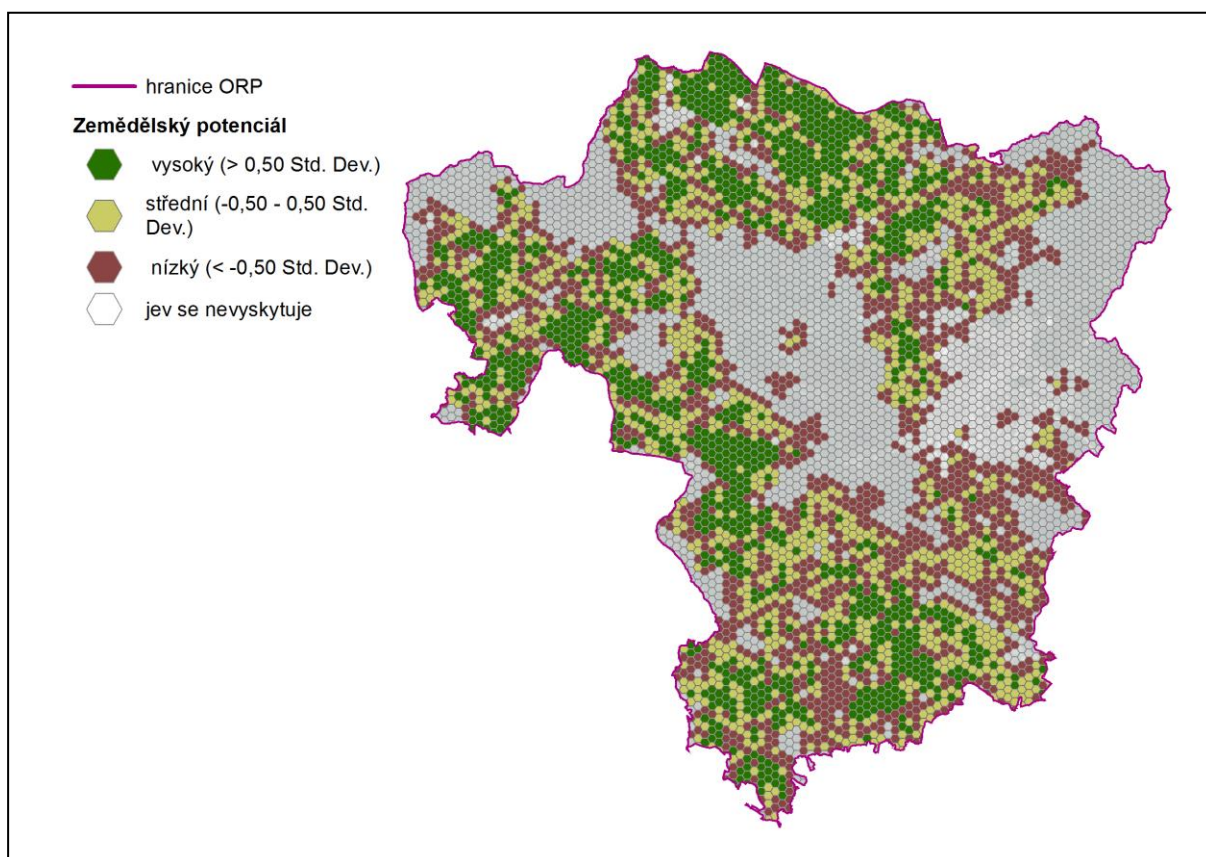 hranice ORP
Zemědělský potenciál
vysoký (> 0,50 Std. Dev.)
střední (-0,50 - 0,50 Std.
Dev.)
nízký (< -0,50 Std. Dev.)
jev se nevyskytuje